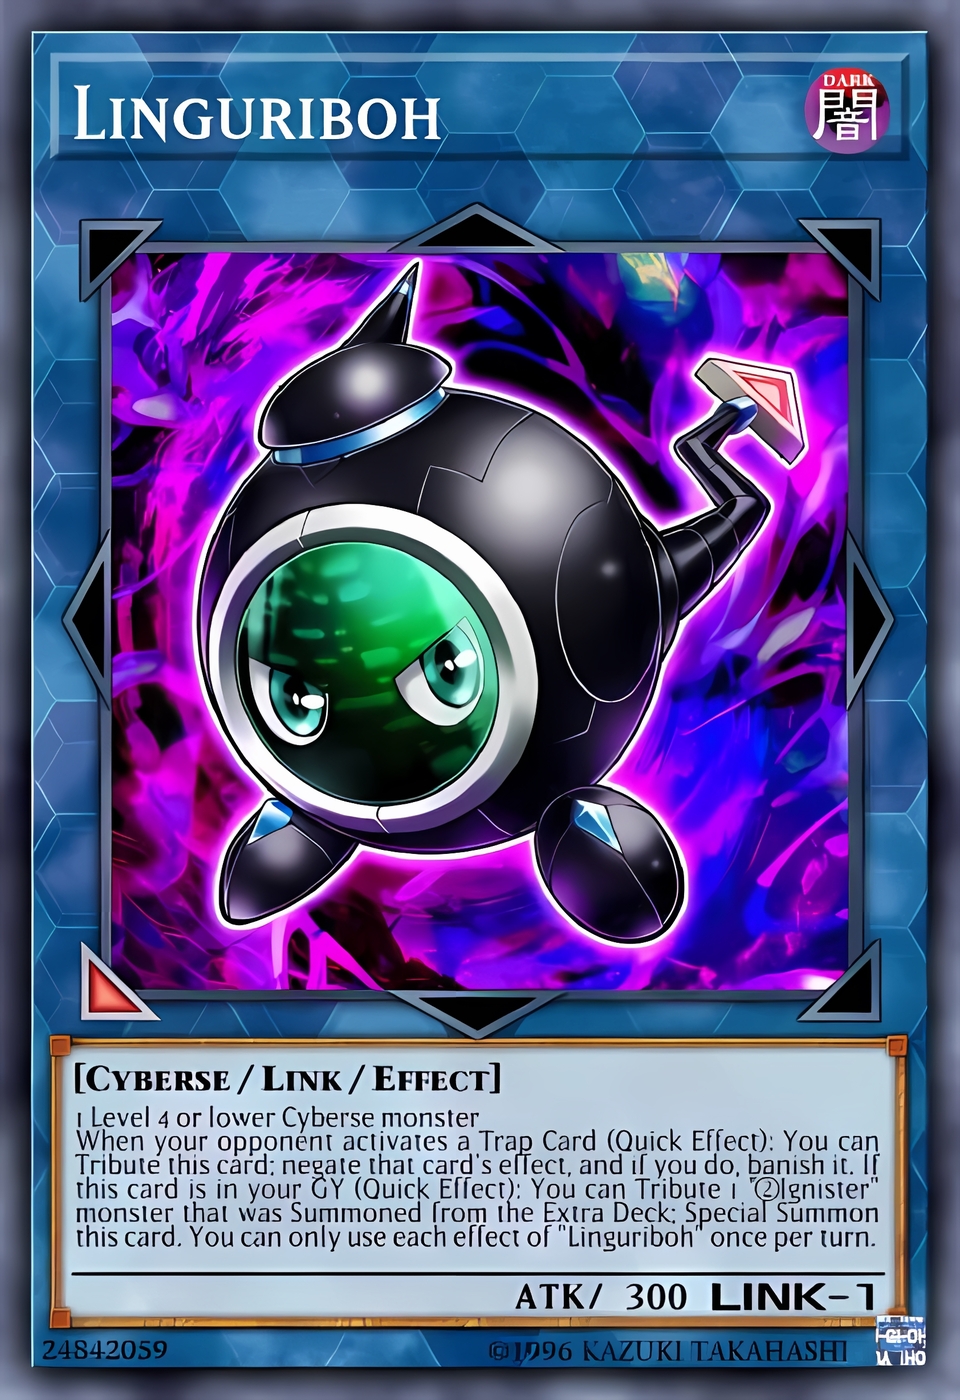 LINGURIBOH
DARK
闇
[CYBERSE / LINK / EFFECT]
1 Level 4 or lower Cyberse monster
When your opponent activates a Trap Card (Quick Effect): You can
Tribute this card; negate that card's effect, and if you do, banish it. If
this card is in your GY (Quick Effect): You can Tribute 1 "②Ignister"
monster that was Summoned from the Extra Deck; Special Summon
this card. You can only use each effect of "Linguriboh" once per turn.
ATK/ 300 LINK-1
24842059 ©1996 KAZUKI TAKAHASHI